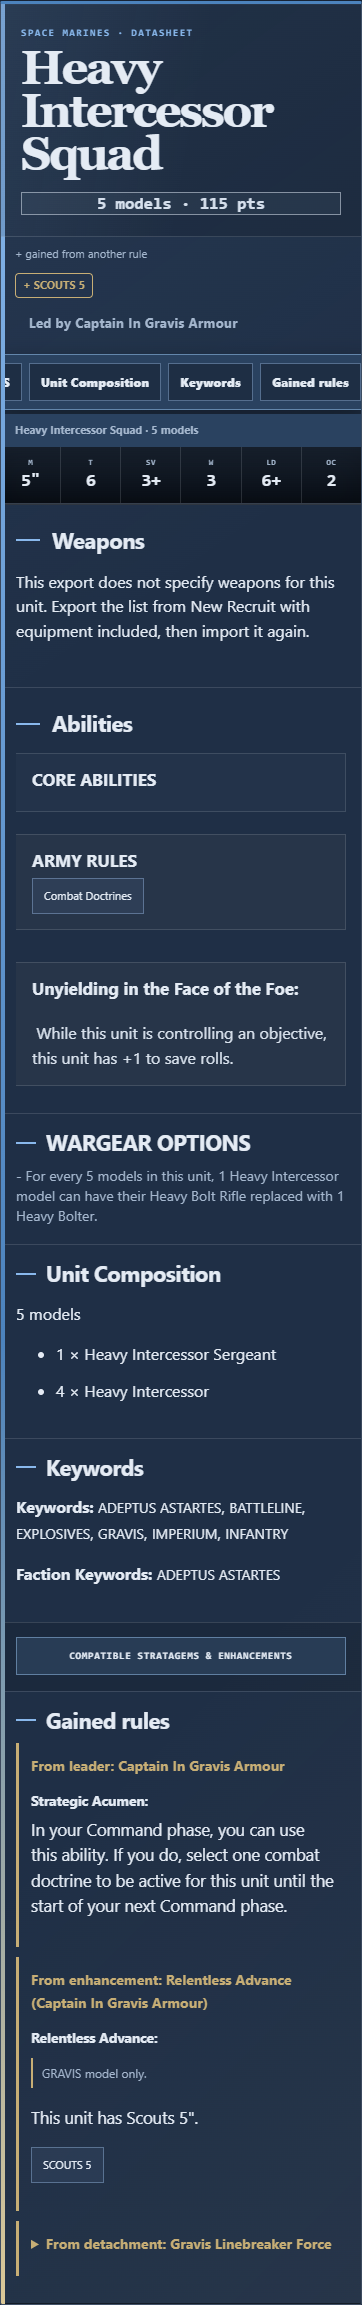 SPACE MARINES · DATASHEET
Heavy
Intercessor
Squad
5 models · 115 pts
+ gained from another rule
+ SCOUTS 5
Led by Captain In Gravis Armour
S
Unit Composition
Keywords
Gained rules
Heavy Intercessor Squad · 5 models
M T SV W LD OC
5" 6 3+ 3 6+ 2
Weapons
This export does not specify weapons for this
unit. Export the list from New Recruit with
equipment included, then import it again.
Abilities
CORE ABILITIES
ARMY RULES
Combat Doctrines
Unyielding in the Face of the Foe:
While this unit is controlling an objective,
this unit has +1 to save rolls.
WARGEAR OPTIONS
- For every 5 models in this unit, 1 Heavy Intercessor
model can have their Heavy Bolt Rifle replaced with 1
Heavy Bolter.
Unit Composition
5 models
• 1 × Heavy Intercessor Sergeant
• 4 × Heavy Intercessor
Keywords
Keywords: ADEPTUS ASTARTES, BATTLELINE,
EXPLOSIVES, GRAVIS, IMPERIUM, INFANTRY
Faction Keywords: ADEPTUS ASTARTES
COMPATIBLE STRATAGEMS & ENHANCEMENTS
Gained rules
From leader: Captain In Gravis Armour
Strategic Acumen:
In your Command phase, you can use
this ability. If you do, select one combat
doctrine to be active for this unit until the
start of your next Command phase.
From enhancement: Relentless Advance
(Captain In Gravis Armour)
Relentless Advance:
GRAVIS model only.
This unit has Scouts 5".
SCOUTS 5
▶ From detachment: Gravis Linebreaker Force